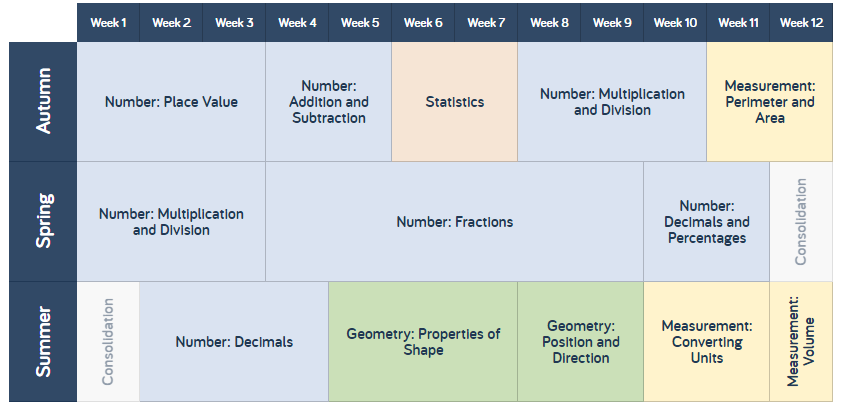 Week 1 Week 2 Week 3 Week 4 Week 5 Week 6 Week 7 Week 8 Week 9 Week 10 Week 11 Week 12
Autumn
Number: Place Value
Number:
Addition and
Subtraction
Statistics
Number: Multiplication
and Division
Measurement:
Perimeter and
Area
Spring
Number: Multiplication
and Division
Number: Fractions
Number:
Decimals and
Percentages
Consolidation
Summer
Consolidation
Number: Decimals
Geometry: Properties of
Shape
Geometry:
Position and
Direction
Measurement:
Converting
Units
Measurement:
Volume